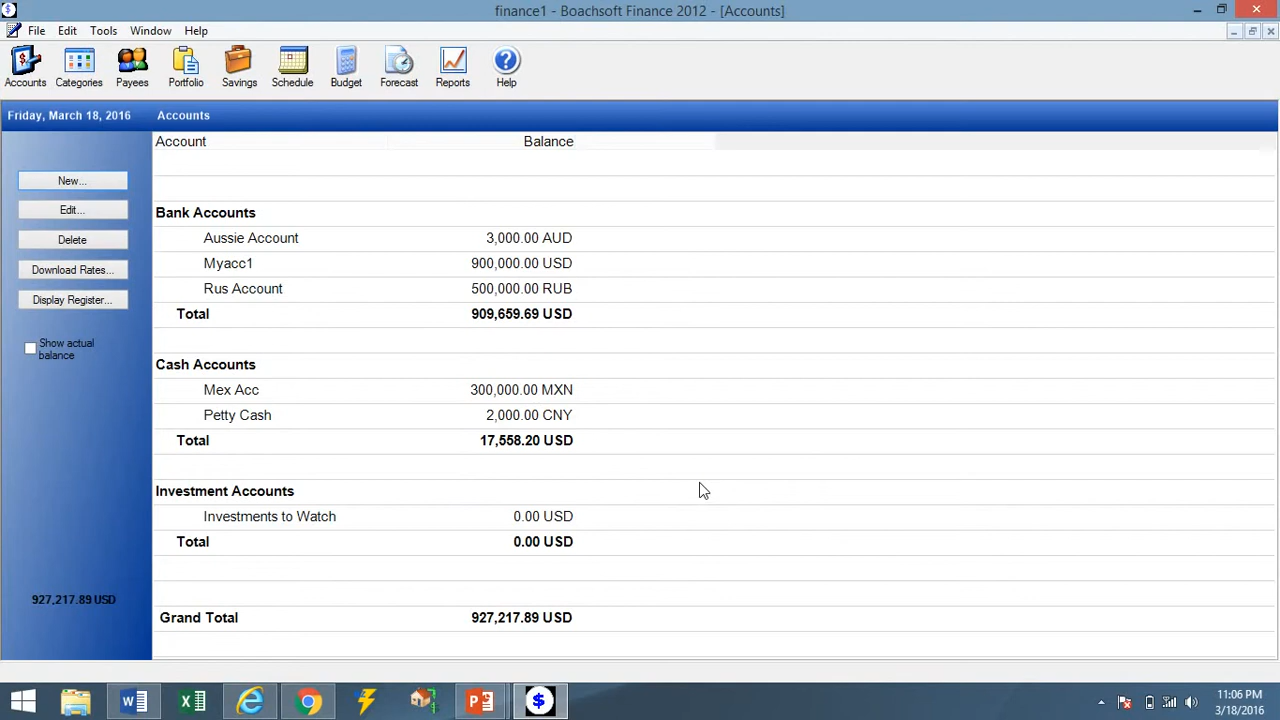 finance1 - Boachsoft Finance 2012 - [Accounts]
File Edit Tools Window Help
Accounts Categories Payees Portfolio Savings Schedule Budget Forecast Reports Help
Friday, March 18, 2016 Accounts
Account Balance
New...
Edit...
Delete
Download Rates...
Display Register...
Show actual
balance
927,217.89 USD
Bank Accounts
Aussie Account 3,000.00 AUD
Myacc1 900,000.00 USD
Rus Account 500,000.00 RUB
Total 909,659.69 USD
Cash Accounts
Mex Acc 300,000.00 MXN
Petty Cash 2,000.00 CNY
Total 17,558.20 USD
Investment Accounts
Investments to Watch 0.00 USD
Total 0.00 USD
Grand Total 927,217.89 USD
11:06 PM
3/18/2016